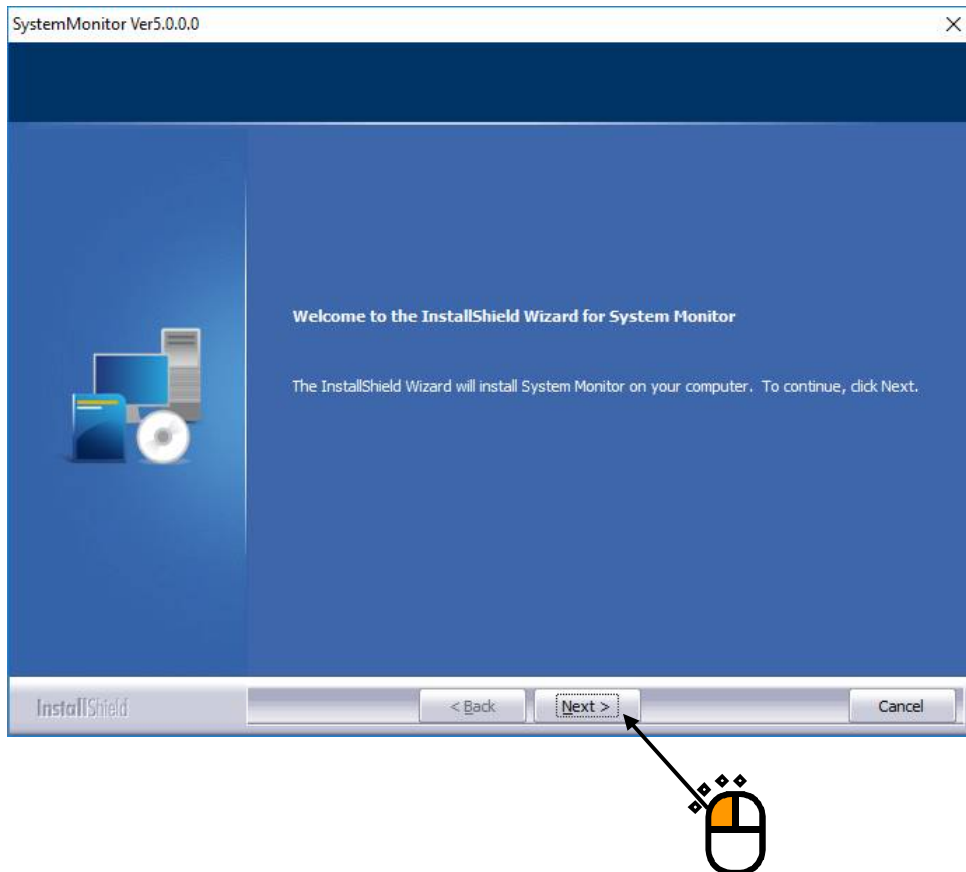 SystemMonitor Ver5.0.0.0
Welcome to the InstallShield Wizard for System Monitor
The InstallShield Wizard will install System Monitor on your computer. To continue, click Next.
InstallShield
< Back
Next >
Cancel